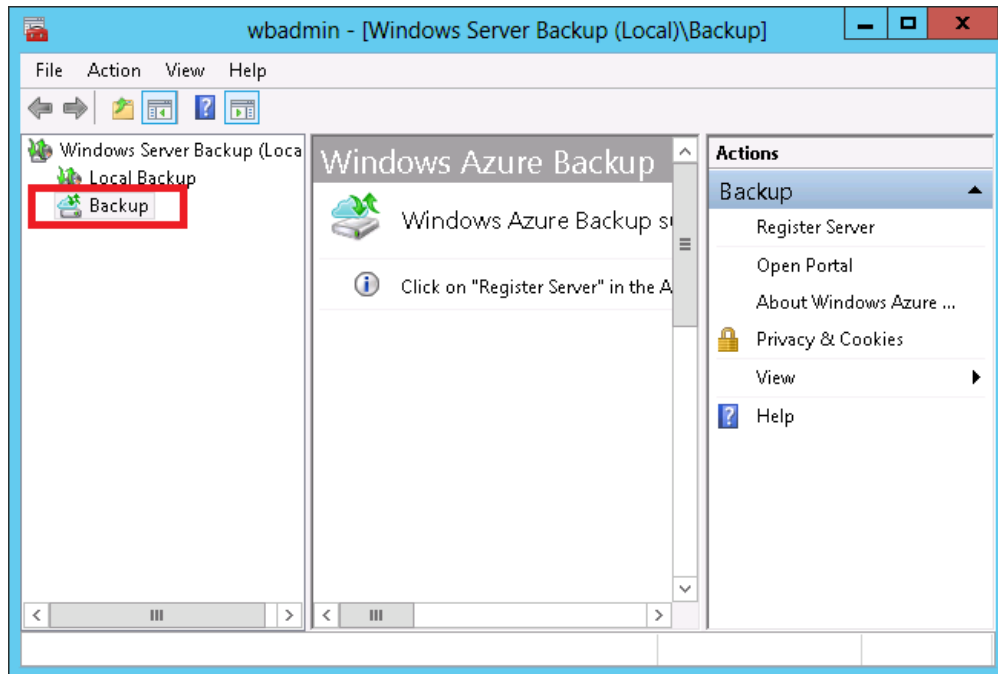 wbadmin - [Windows Server Backup (Local)\Backup]
File Action View Help
Windows Server Backup (Loca
Local Backup
Backup
Windows Azure Backup
Windows Azure Backup
Click on "Register Server" in the A
Actions
Backup
Register Server
Open Portal
About Windows Azure ...
Privacy & Cookies
View
Help